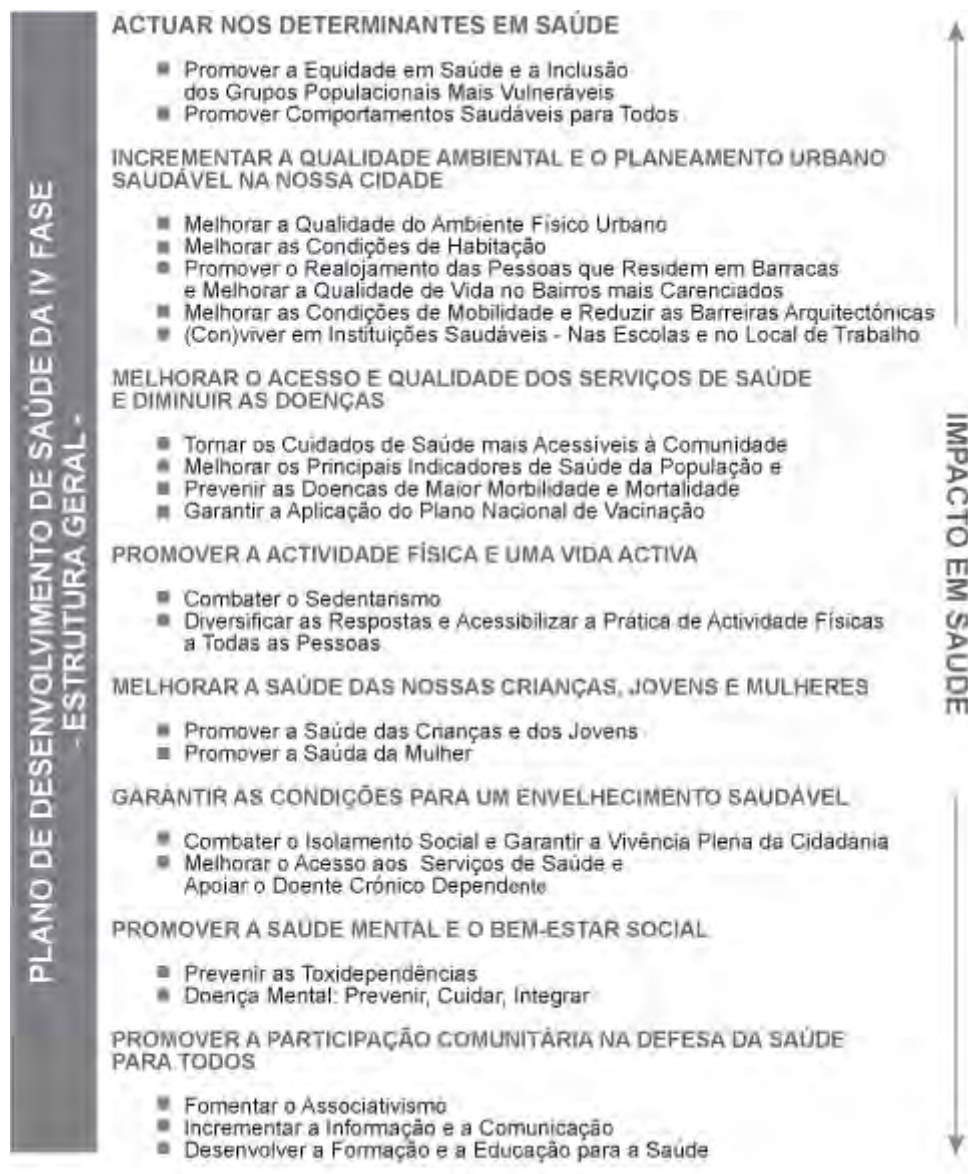 PLANO DE DESENVOLVIMENTO DE SAÚDE DA IV FASE
- ESTRUTURA GERAL -
ACTUAR NOS DETERMINANTES EM SAÚDE
Promover a Equidade em Saúde e a Inclusão
dos Grupos Populacionais Mais Vulneráveis
Promover Comportamentos Saudáveis para Todos
INCREMENTAR A QUALIDADE AMBIENTAL E O PLANEAMENTO URBANO
SAUDÁVEL NA NOSSA CIDADE
Melhorar a Qualidade do Ambiente Físico Urbano
Melhorar as Condições de Habitação
Promover o Realojamento das Pessoas que Residem em Barracas
e Melhorar a Qualidade de Vida no Bairros mais Carenciados
Melhorar as Condições de Mobilidade e Reduzir as Barreiras Arquitectónicas
(Con)viver em Instituições Saudáveis - Nas Escolas e no Local de Trabalho
MELHORAR O ACESSO E QUALIDADE DOS SERVIÇOS DE SAÚDE
E DIMINUIR AS DOENÇAS
Tornar os Cuidados de Saúde mais Acessíveis à Comunidade
Melhorar os Principais Indicadores de Saúde da População e
Prevenir as Doencas de Maior Morbilidade e Mortalidade
Garantir a Aplicação do Plano Nacional de Vacinação
PROMOVER A ACTIVIDADE FÍSICA E UMA VIDA ACTIVA
Combater o Sedentarismo
Diversificar as Respostas e Acessibilizar a Prática de Actividade Físicas
a Todas as Pessoas
MELHORAR A SAÚDE DAS NOSSAS CRIANÇAS, JOVENS E MULHERES
Promover a Saúde das Crianças e dos Jovens
Promover a Saúda da Mulher
GARANTIR AS CONDIÇÕES PARA UM ENVELHECIMENTO SAUDÁVEL
Combater o Isolamento Social e Garantir a Vivência Plena da Cidadania
Melhorar o Acesso aos Serviços de Saúde e
Apoiar o Doente Crónico Dependente
PROMOVER A SAÚDE MENTAL E O BEM-ESTAR SOCIAL
Prevenir as Toxidependências
Doença Mental: Prevenir, Cuidar, Integrar
PROMOVER A PARTICIPAÇÃO COMUNITÁRIA NA DEFESA DA SAÚDE
PARA TODOS
Fomentar o Associativismo
Incrementar a Informação e a Comunicação
Desenvolver a Formação e a Educação para a Saúde
IMPACTO EM SAÚDE